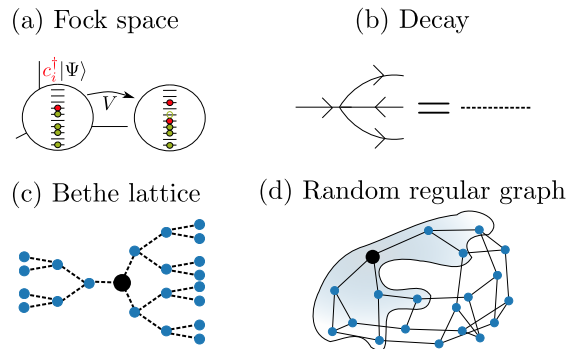 (a) Fock space
(b) Decay
|c_i^†|Ψ⟩
V
(c) Bethe lattice
(d) Random regular graph